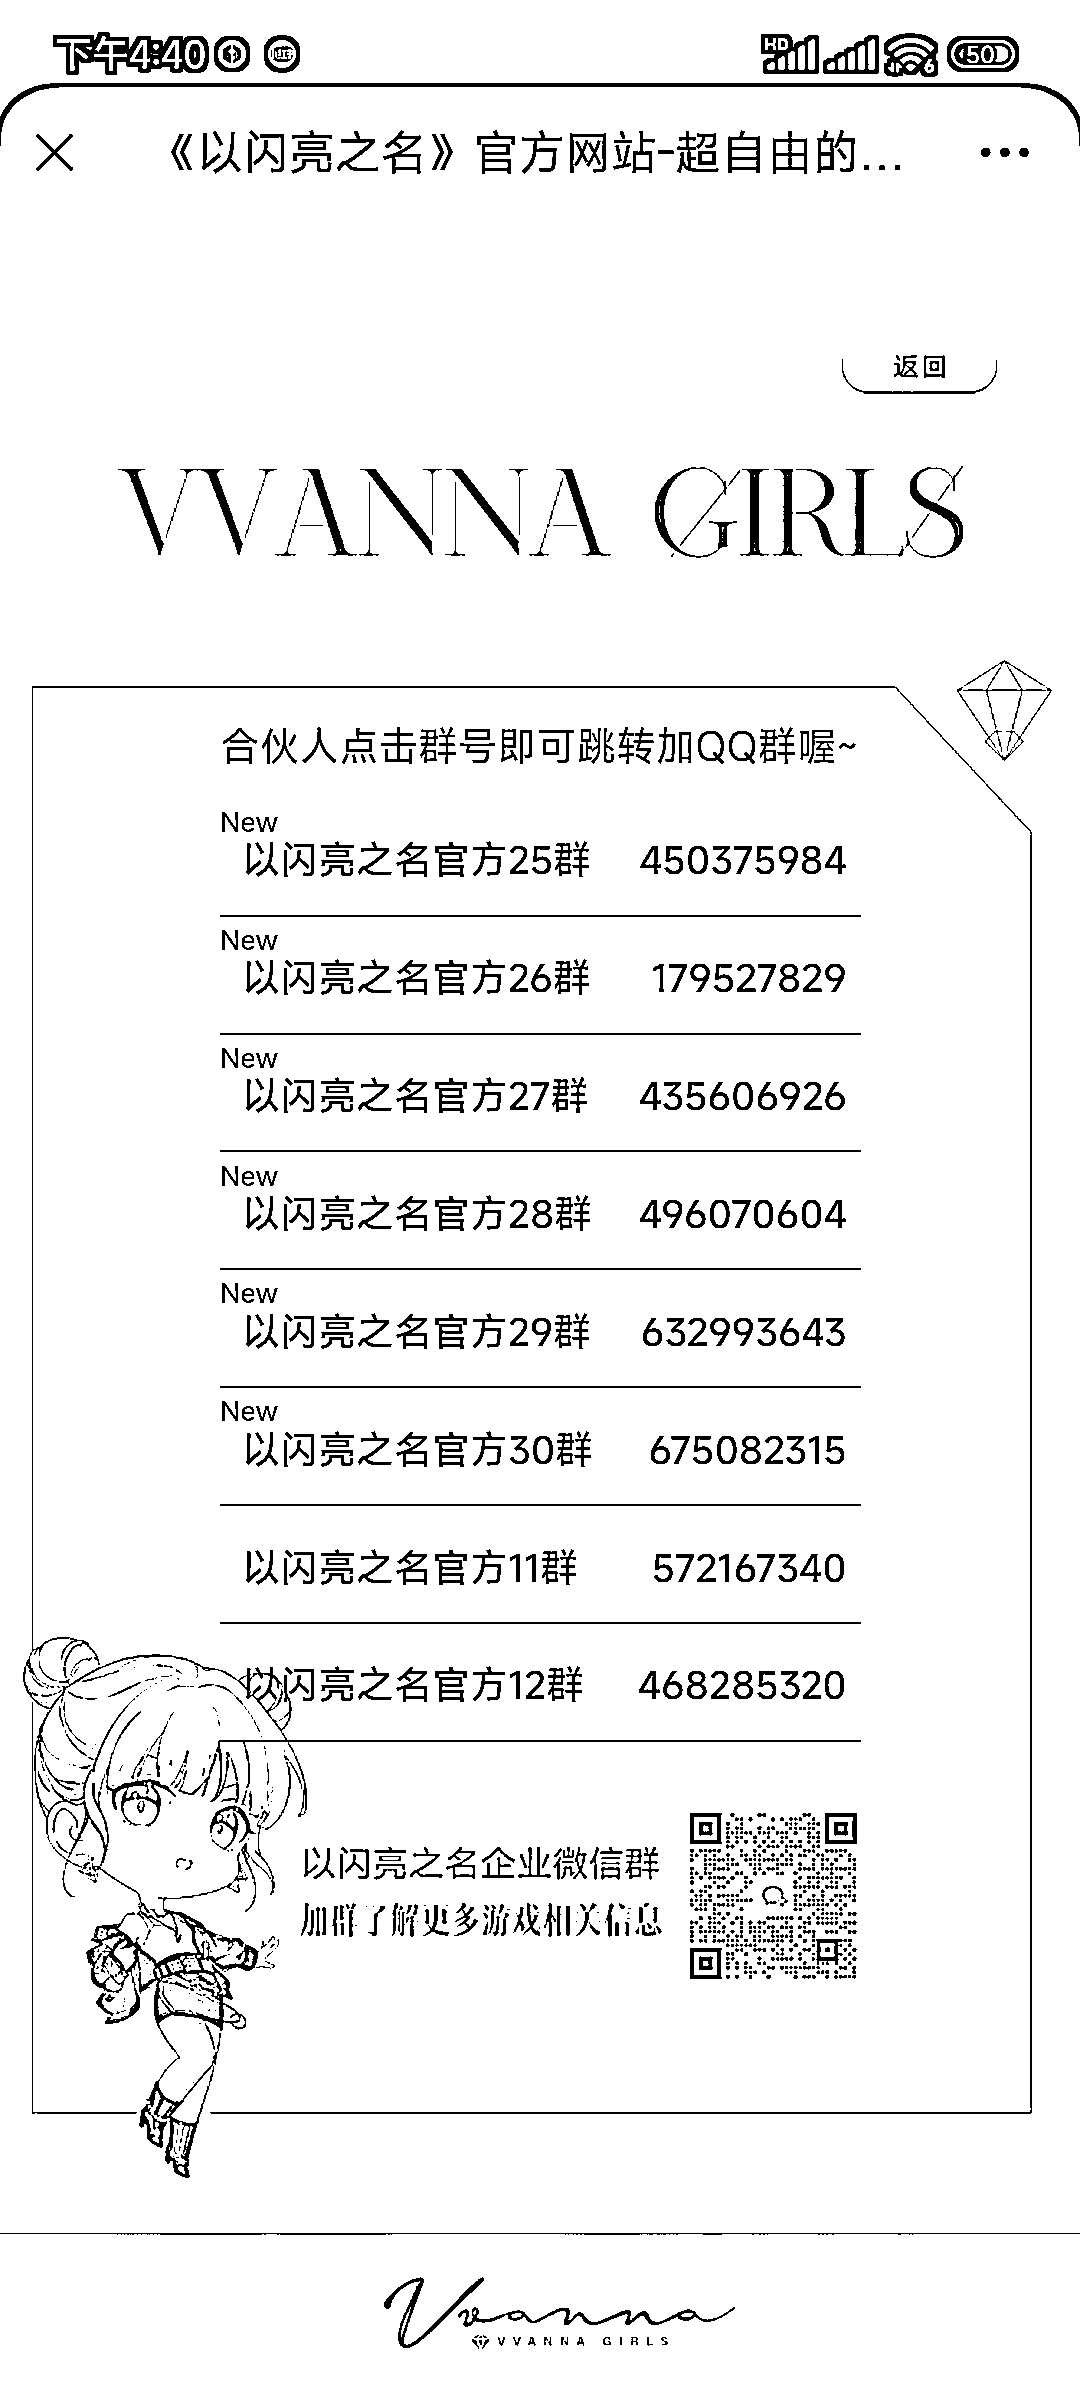 下午4:40
HD
6
50
《以闪亮之名》官方网站-超自由的...
返回
VVANNA GIRLS
合伙人点击群号即可跳转加QQ群喔~
New
以闪亮之名官方25群 450375984
New
以闪亮之名官方26群 179527829
New
以闪亮之名官方27群 435606926
New
以闪亮之名官方28群 496070604
New
以闪亮之名官方29群 632993643
New
以闪亮之名官方30群 675082315
以闪亮之名官方11群 572167340
以闪亮之名官方12群 468285320
以闪亮之名企业微信群
加群了解更多游戏相关信息
Vvanna
VVANNA GIRLS